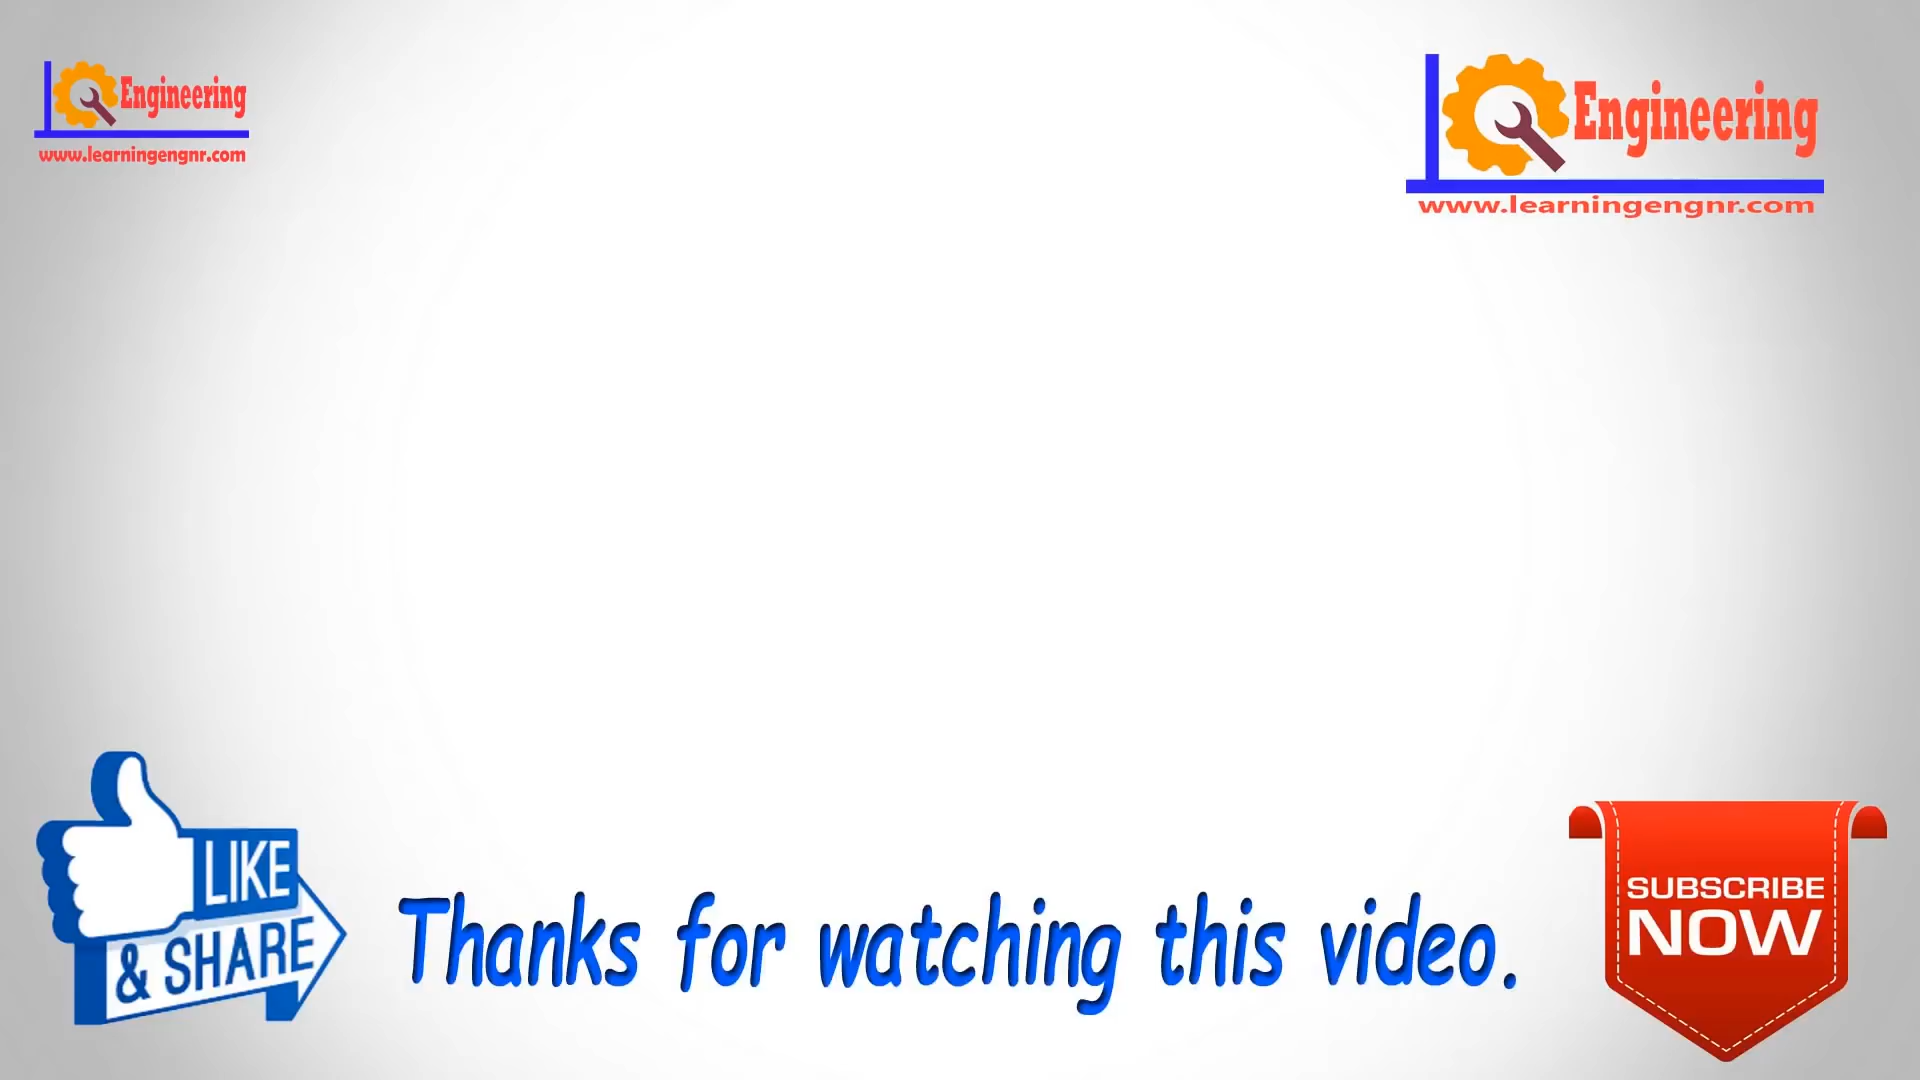 Engineering
www.learningengnr.com
Engineering
www.learningengnr.com
LIKE
& SHARE
Thanks for watching this video.
SUBSCRIBE
NOW